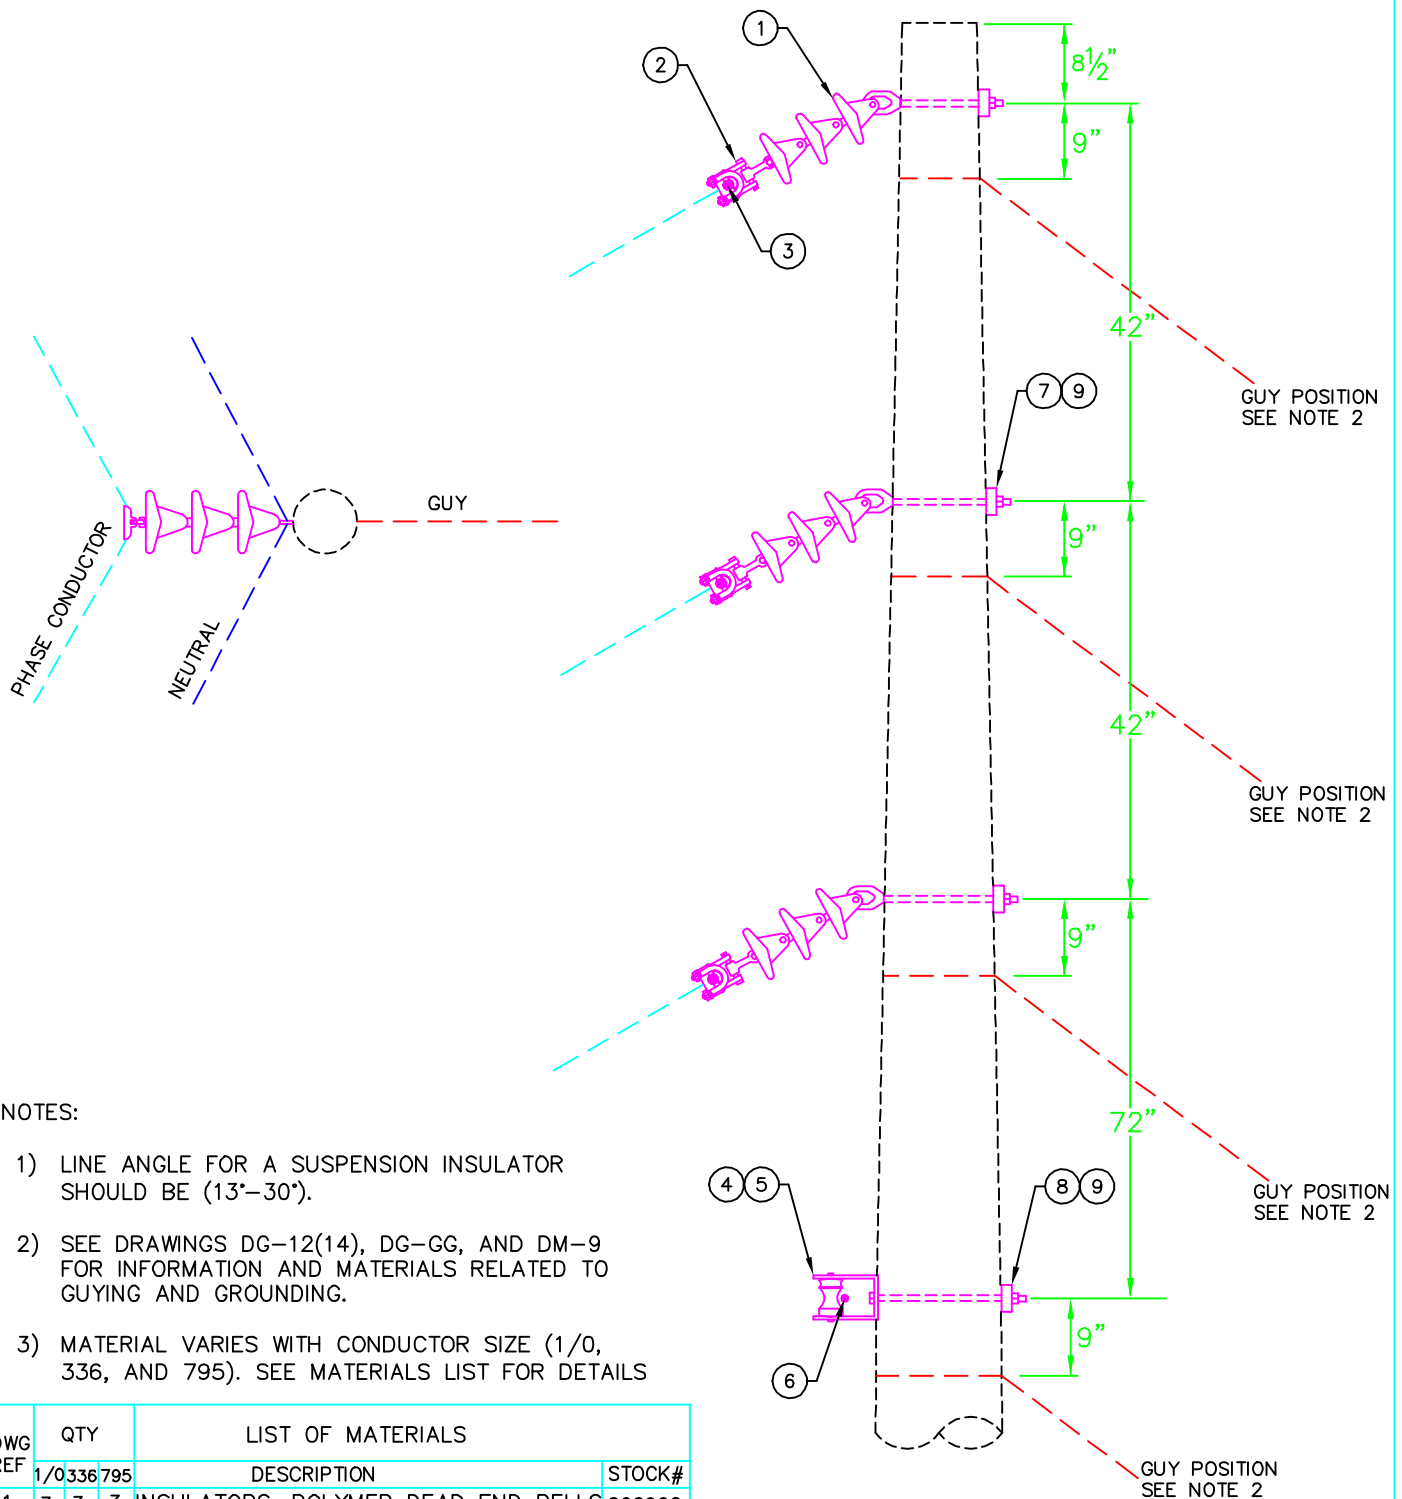 1
2
3
8½"
9"
42"
GUY POSITION
SEE NOTE 2
7 9
GUY
PHASE CONDUCTOR
NEUTRAL
9"
42"
GUY POSITION
SEE NOTE 2
9"
72"
GUY POSITION
SEE NOTE 2
4 5
8 9
6
9"
GUY POSITION
SEE NOTE 2
NOTES:
1) LINE ANGLE FOR A SUSPENSION INSULATOR
SHOULD BE (13°-30°).
2) SEE DRAWINGS DG-12(14), DG-GG, AND DM-9
FOR INFORMATION AND MATERIALS RELATED TO
GUYING AND GROUNDING.
3) MATERIAL VARIES WITH CONDUCTOR SIZE (1/0,
336, AND 795). SEE MATERIALS LIST FOR DETAILS
QTY LIST OF MATERIALS
1/0 336 795 DESCRIPTION STOCK#
INSULATORS, POLYMER DEAD END BELLS